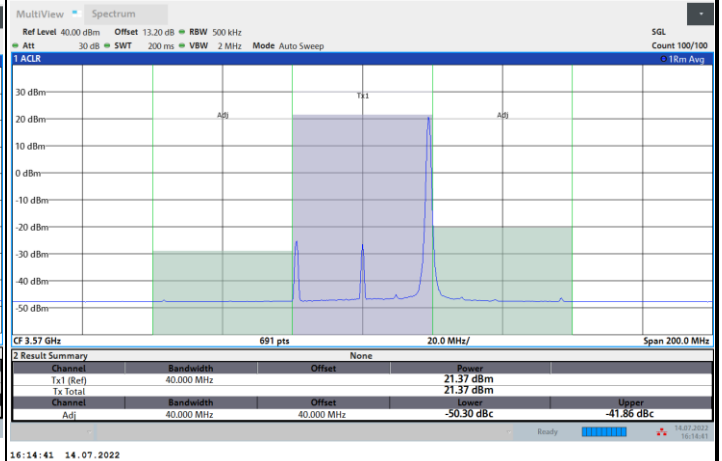 MultiView Spectrum
Ref Level 40.00 dBm Offset 13.20 dB RBW 500 kHz SGL
Att 30 dB SWT 200 ms VBW 2 MHz Mode Auto Sweep Count 100/100
1 ACLR 1Rm Avg
30 dBm
Tx1
20 dBm
Adj Adj
10 dBm
0 dBm
-10 dBm
-20 dBm
-30 dBm
-40 dBm
-50 dBm
CF 3.57 GHz 691 pts 20.0 MHz/ Span 200.0 MHz
2 Result Summary None
Channel Bandwidth Offset Power
Tx1 (Ref) 40.000 MHz 21.37 dBm
Tx Total 21.37 dBm
Channel Bandwidth Offset Lower Upper
Adj 40.000 MHz 40.000 MHz -50.30 dBc -41.86 dBc
Ready 14.07.2022
16:14:41
16:14:41 14.07.2022